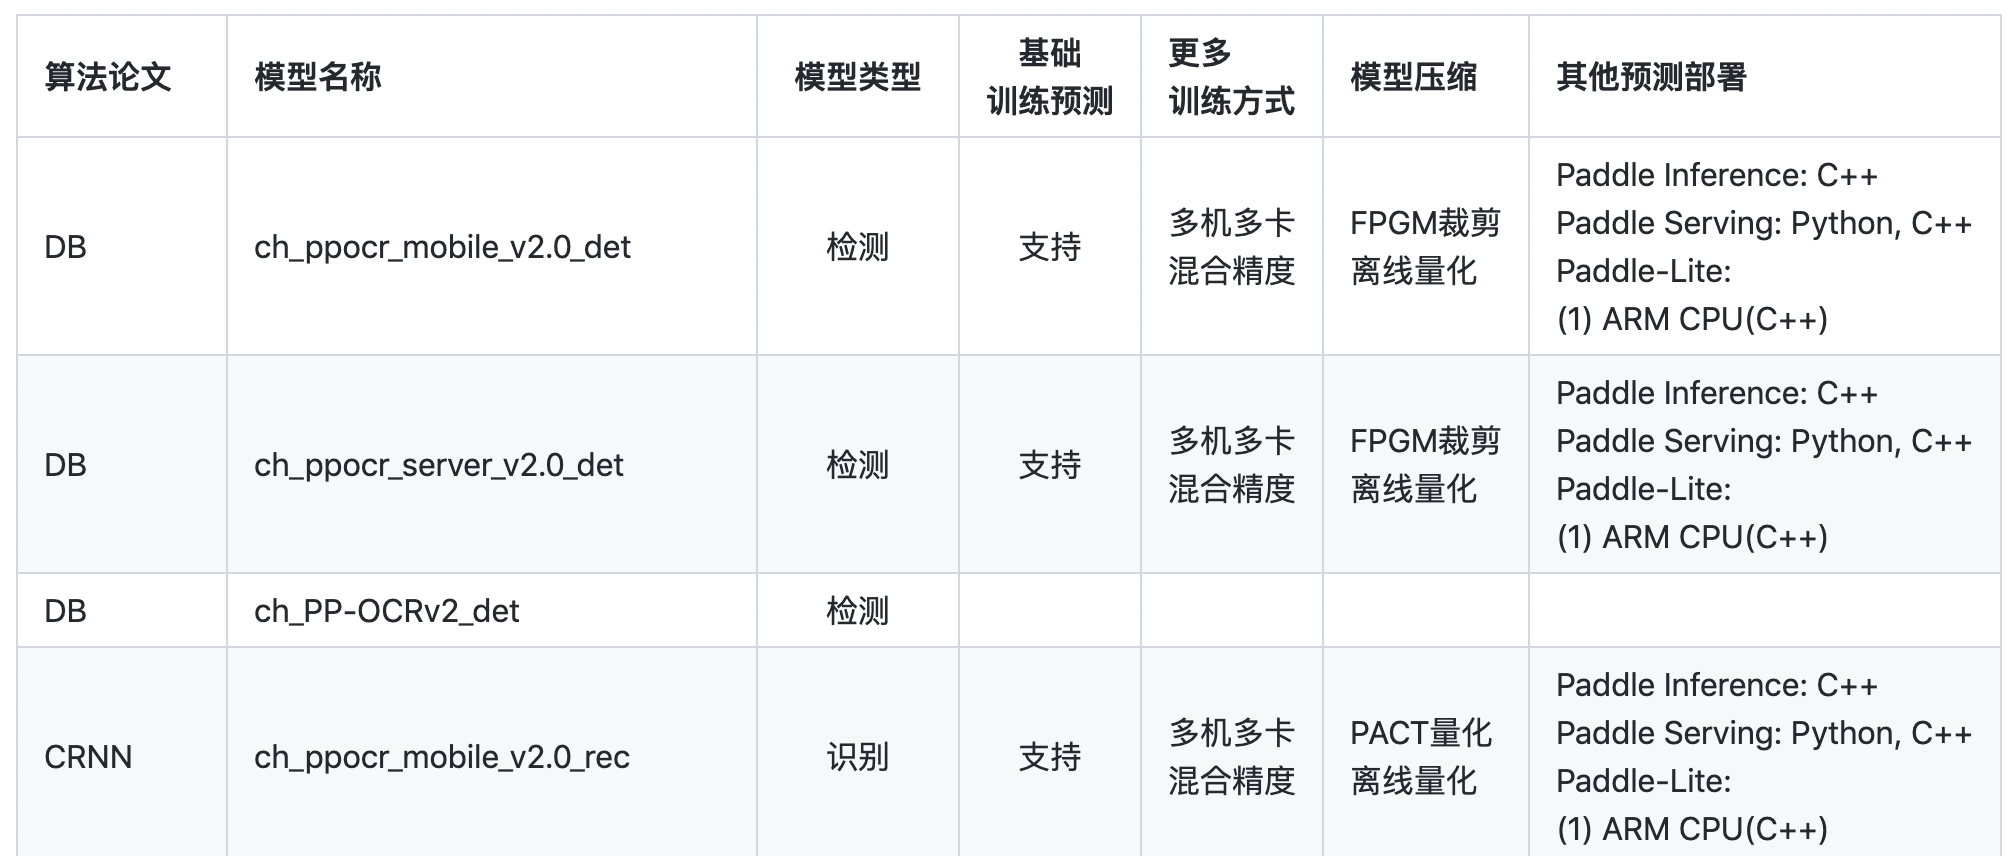 算法论文
模型名称
模型类型
基础
训练预测
更多
训练方式
模型压缩
其他预测部署
DB
ch_ppocr_mobile_v2.0_det
检测
支持
多机多卡
混合精度
FPGM裁剪
离线量化
Paddle Inference: C++
Paddle Serving: Python, C++
Paddle-Lite:
(1) ARM CPU(C++)
DB
ch_ppocr_server_v2.0_det
检测
支持
多机多卡
混合精度
FPGM裁剪
离线量化
Paddle Inference: C++
Paddle Serving: Python, C++
Paddle-Lite:
(1) ARM CPU(C++)
DB
ch_PP-OCRv2_det
检测
CRNN
ch_ppocr_mobile_v2.0_rec
识别
支持
多机多卡
混合精度
PACT量化
离线量化
Paddle Inference: C++
Paddle Serving: Python, C++
Paddle-Lite:
(1) ARM CPU(C++)